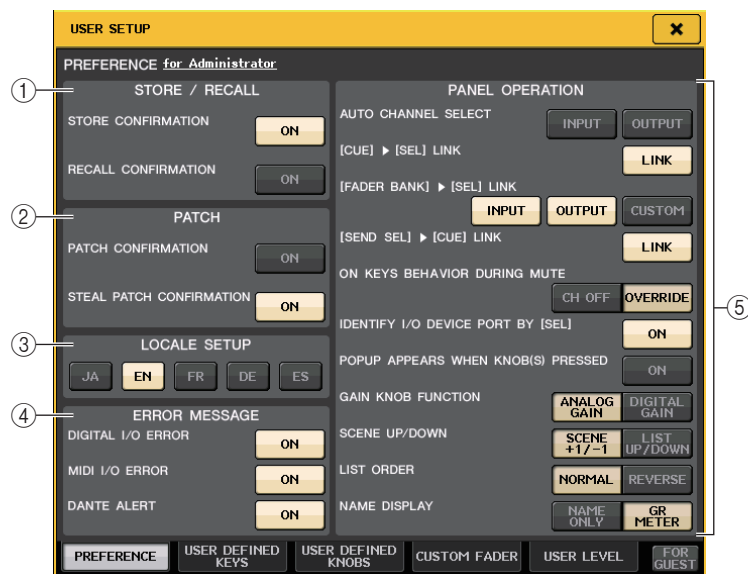 USER SETUP
PREFERENCE for Administrator
① STORE / RECALL
STORE CONFIRMATION ON
RECALL CONFIRMATION ON
② PATCH
PATCH CONFIRMATION ON
STEAL PATCH CONFIRMATION ON
③ LOCALE SETUP
JA EN FR DE ES
④ ERROR MESSAGE
DIGITAL I/O ERROR ON
MIDI I/O ERROR ON
DANTE ALERT ON
⑤ PANEL OPERATION
AUTO CHANNEL SELECT INPUT OUTPUT
[CUE] ▶ [SEL] LINK
LINK
[FADER BANK] ▶ [SEL] LINK
INPUT OUTPUT CUSTOM
[SEND SEL] ▶ [CUE] LINK
LINK
ON KEYS BEHAVIOR DURING MUTE
CH OFF OVERRIDE
IDENTIFY I/O DEVICE PORT BY [SEL] ON
POPUP APPEARS WHEN KNOB(S) PRESSED ON
GAIN KNOB FUNCTION
ANALOG GAIN
DIGITAL GAIN
SCENE UP/DOWN
SCENE +1/-1
LIST UP/DOWN
LIST ORDER NORMAL REVERSE
NAME DISPLAY
NAME ONLY
GR METER
PREFERENCE
USER DEFINED KEYS
USER DEFINED KNOBS
CUSTOM FADER
USER LEVEL
FOR GUEST